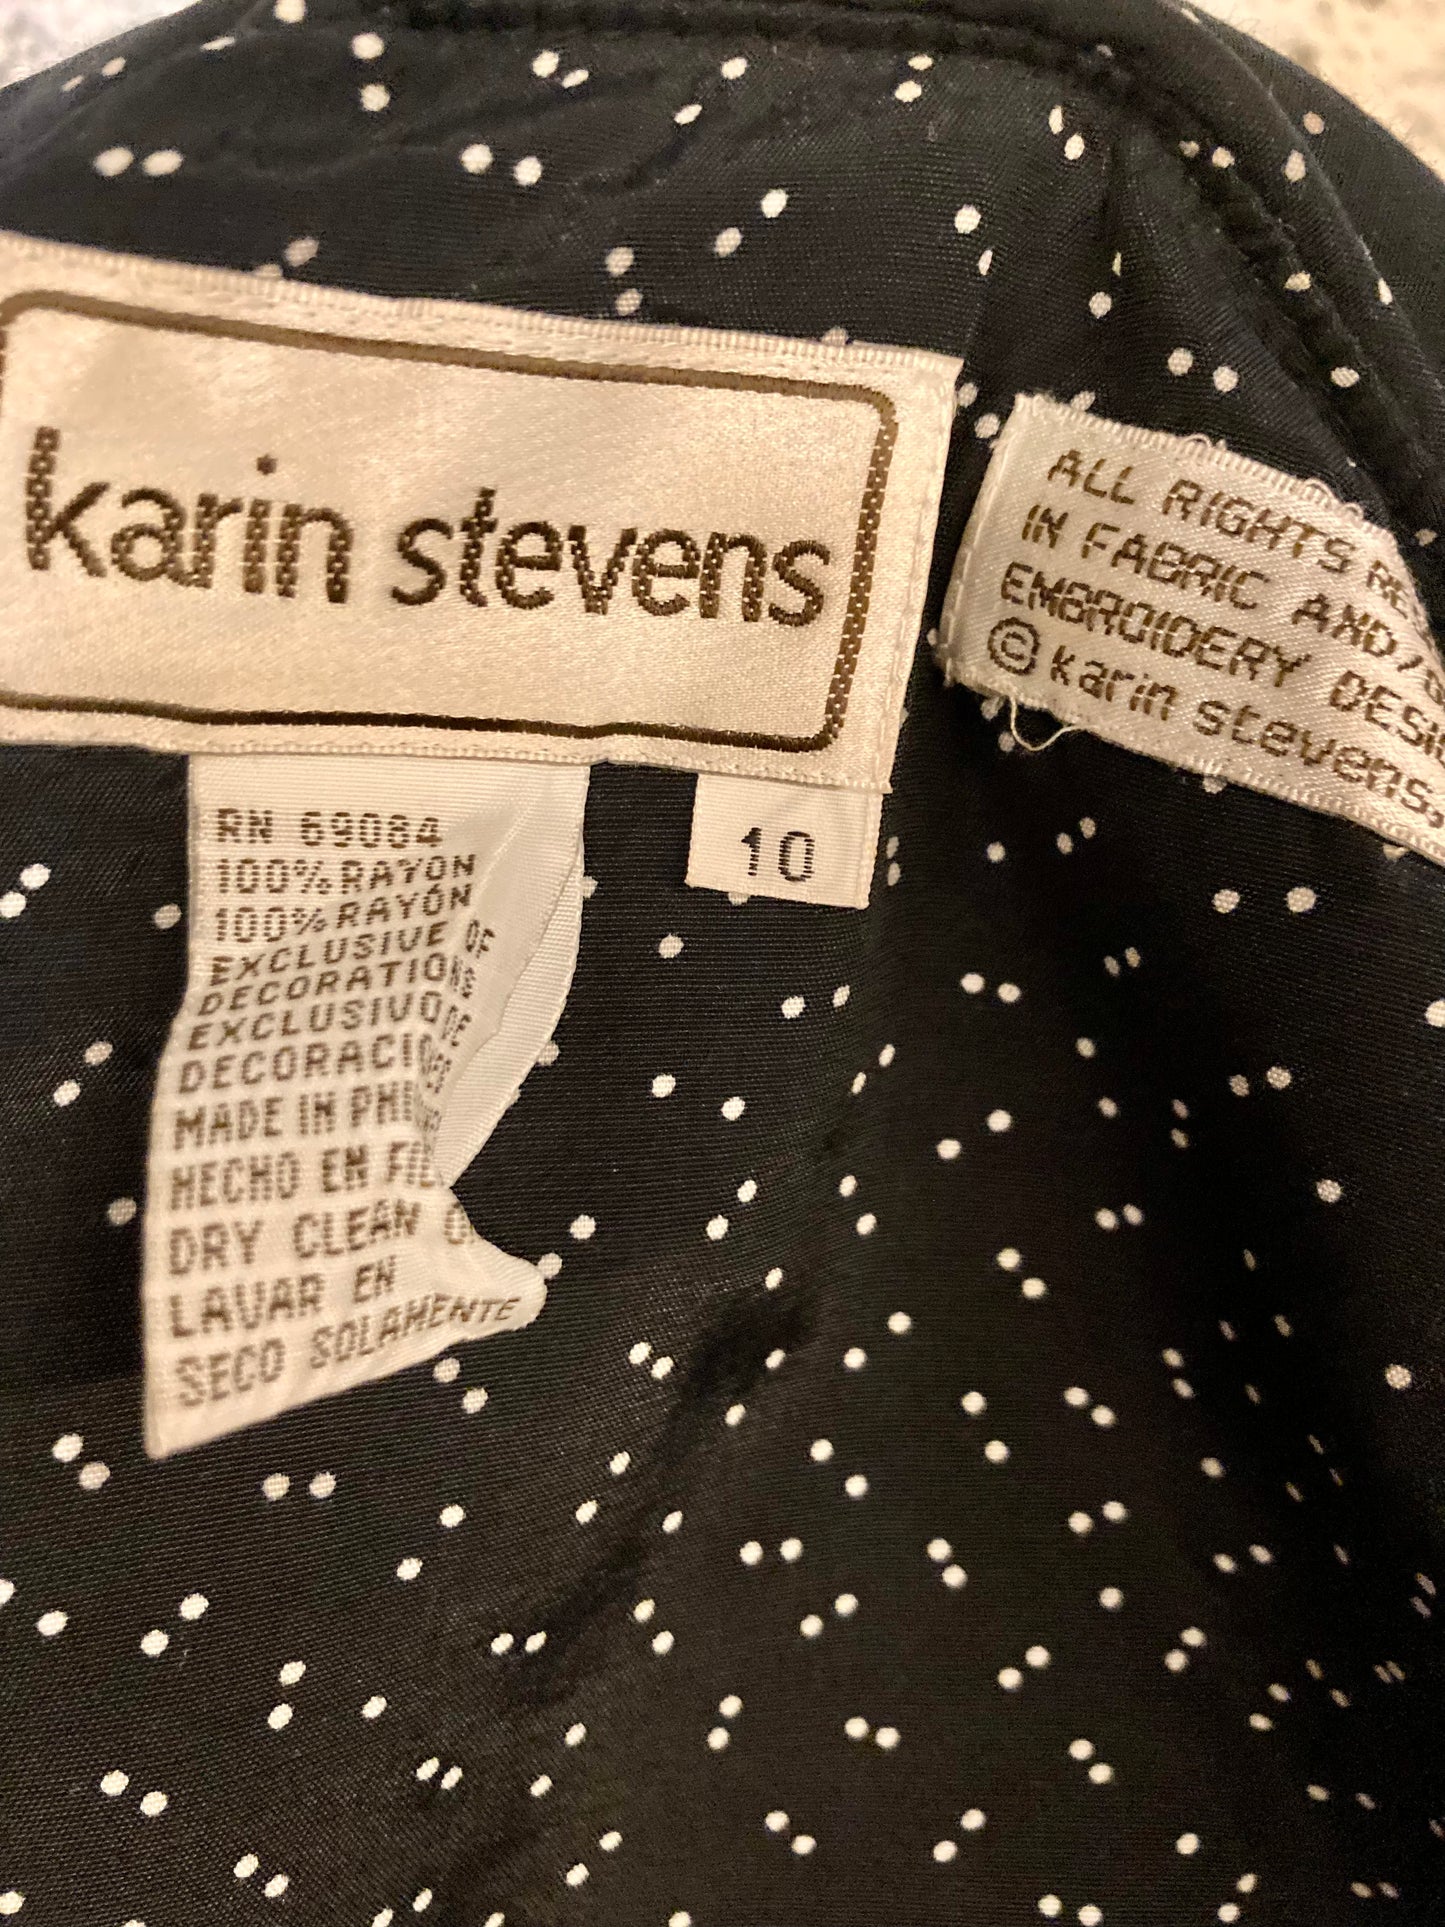 karin stevens
ALL RIGHTS
IN FABRIC AND/
EMBROIDERY
© karin stevens,
10
RN 69084
100% RAYON
100% RAYÓN
EXCLUSIVE OF
DECORATION
EXCLUSIVO DE
MADE IN
HECHO EN
DRY CLEAN
LAVAR EN
SECO SOLAMENTE